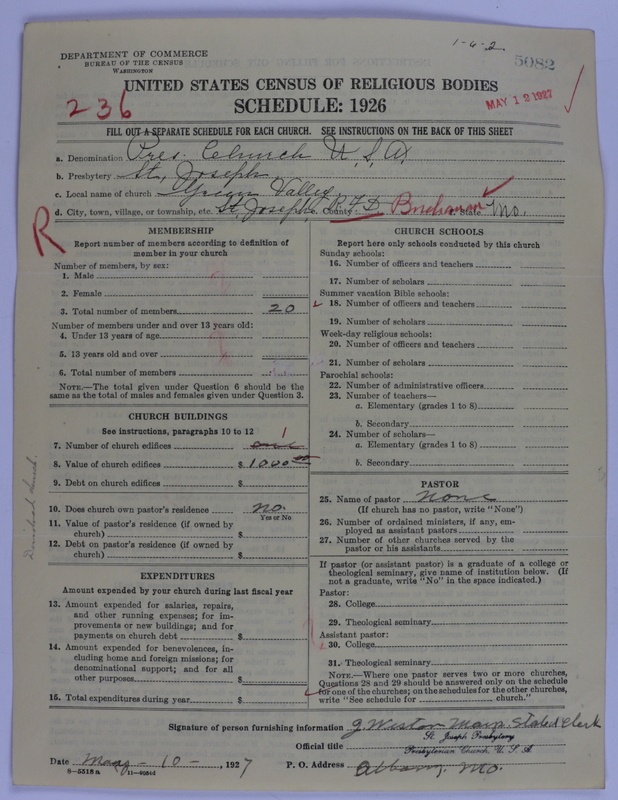 1-6-2
DEPARTMENT OF COMMERCE
BUREAU OF THE CENSUS
WASHINGTON
5082
UNITED STATES CENSUS OF RELIGIOUS BODIES
SCHEDULE: 1926
236
MAY 12 1927
FILL OUT A SEPARATE SCHEDULE FOR EACH CHURCH. SEE INSTRUCTIONS ON THE BACK OF THIS SHEET
a. Denomination Pres. Church U.S.A.
b. Presbytery St. Joseph
c. Local name of church Valley
d. City, town, village, or township, etc. St. Joseph, County R.F.D. Buchanan State Mo.
R
MEMBERSHIP
Report number of members according to definition of
member in your church
Number of members, by sex:
1. Male
2. Female
3. Total number of members 20
Number of members under and over 13 years old:
4. Under 13 years of age
5. 13 years old and over
6. Total number of members
NOTE.—The total given under Question 6 should be the
same as the total of males and females given under Question 3.
CHURCH BUILDINGS
See instructions, paragraphs 10 to 12
7. Number of church edifices one 1
8. Value of church edifices $ 1000.00
9. Debt on church edifices $
10. Does church own pastor's residence No.
Yes or No
11. Value of pastor's residence (if owned by
church) $
12. Debt on pastor's residence (if owned by
church) $
EXPENDITURES
Amount expended by your church during last fiscal year
13. Amount expended for salaries, repairs,
and other running expenses; for im-
provements or new buildings; and for
payments on church debt $
14. Amount expended for benevolences, in-
cluding home and foreign missions; for
denominational support; and for all
other purposes $
15. Total expenditures during year $
CHURCH SCHOOLS
Report here only schools conducted by this church
Sunday schools:
16. Number of officers and teachers
17. Number of scholars
Summer vacation Bible schools:
18. Number of officers and teachers
19. Number of scholars
Week-day religious schools:
20. Number of officers and teachers
21. Number of scholars
Parochial schools:
22. Number of administrative officers
23. Number of teachers—
a. Elementary (grades 1 to 8)
b. Secondary
24. Number of scholars—
a. Elementary (grades 1 to 8)
b. Secondary
PASTOR
25. Name of pastor None
(If church has no pastor, write "None")
26. Number of ordained ministers, if any, em-
ployed as assistant pastors
27. Number of other churches served by the
pastor or his assistants
If pastor (or assistant pastor) is a graduate of a college or
theological seminary, give name of institution below. (If
not a graduate, write "No" in the space indicated.)
Pastor:
28. College
29. Theological seminary
Assistant pastor:
30. College
31. Theological seminary
NOTE.—Where one pastor serves two or more churches,
Questions 28 and 29 should be answered only on the schedule
for one of the churches; on the schedules for the other churches,
write "See schedule for church."
Signature of person furnishing information J. Weston Stated Clerk
St. Joseph Presbytery
Official title Presbyterian Church, U. S. A.
Date May - 10 -, 1927 P. O. Address Albany, Mo.
8—5518a 11—9054d